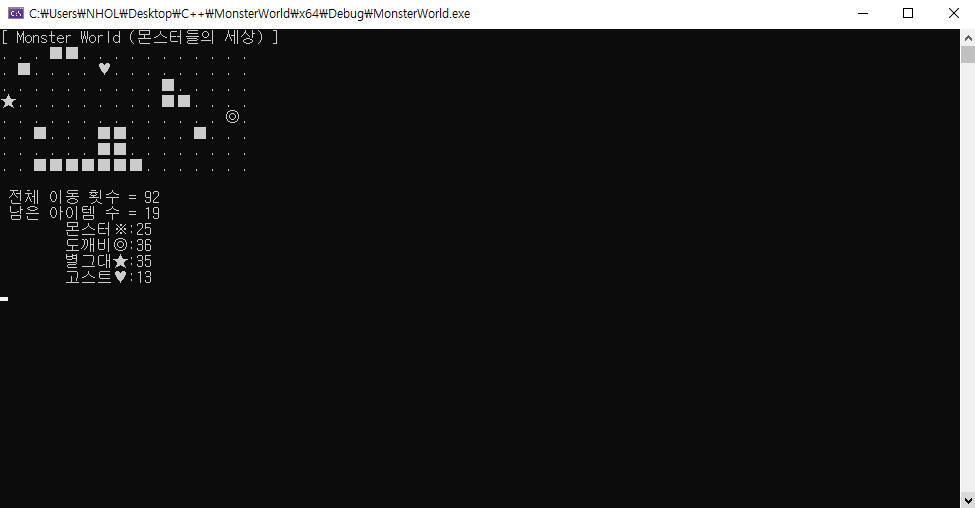 C:₩Users₩NHOL₩Desktop₩C++₩MonsterWorld₩x64₩Debug₩MonsterWorld.exe
[ Monster World (몬스터들의 세상) ]
. . . ■■. . . . . . . . . . .
. ■. . . . ♥. . . . . . . . .
. . . . . . . . . . ■. . . . .
★. . . . . . . . . ■■. . . .
. . . . . . . . . . . . . . ◎.
. . ■. . . ■■. . . . ■. . .
. . . . . . ■■. . . . . . . .
. . ■■■■■■■. . . . . . .
전체 이동 횟수 = 92
남은 아이템 수 = 19
몬스터※:25
도깨비◎:36
별그대★:35
고스트♥:13